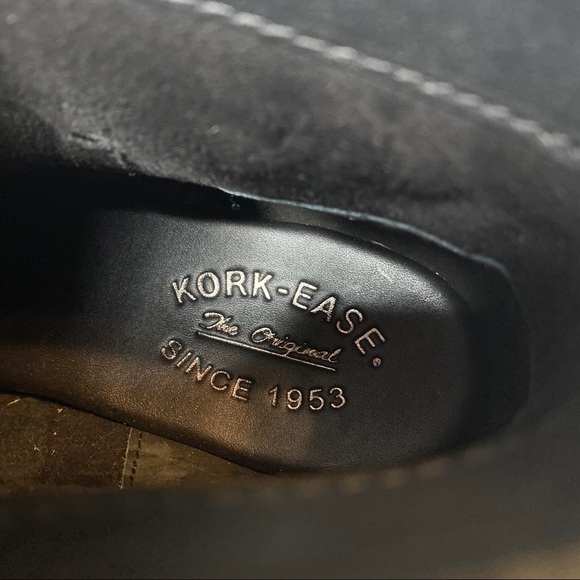 KORK-EASE®
The Original
SINCE 1953